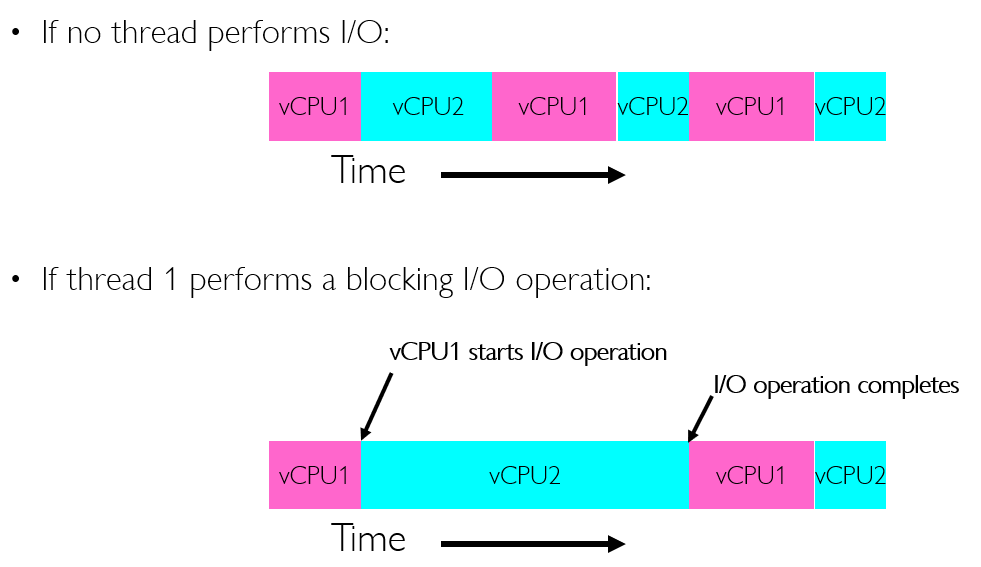 • If no thread performs I/O:
vCPU1 vCPU2 vCPU1 vCPU2 vCPU1 vCPU2
Time
• If thread 1 performs a blocking I/O operation:
vCPU1 starts I/O operation
I/O operation completes
vCPU1 vCPU2 vCPU1 vCPU2
Time